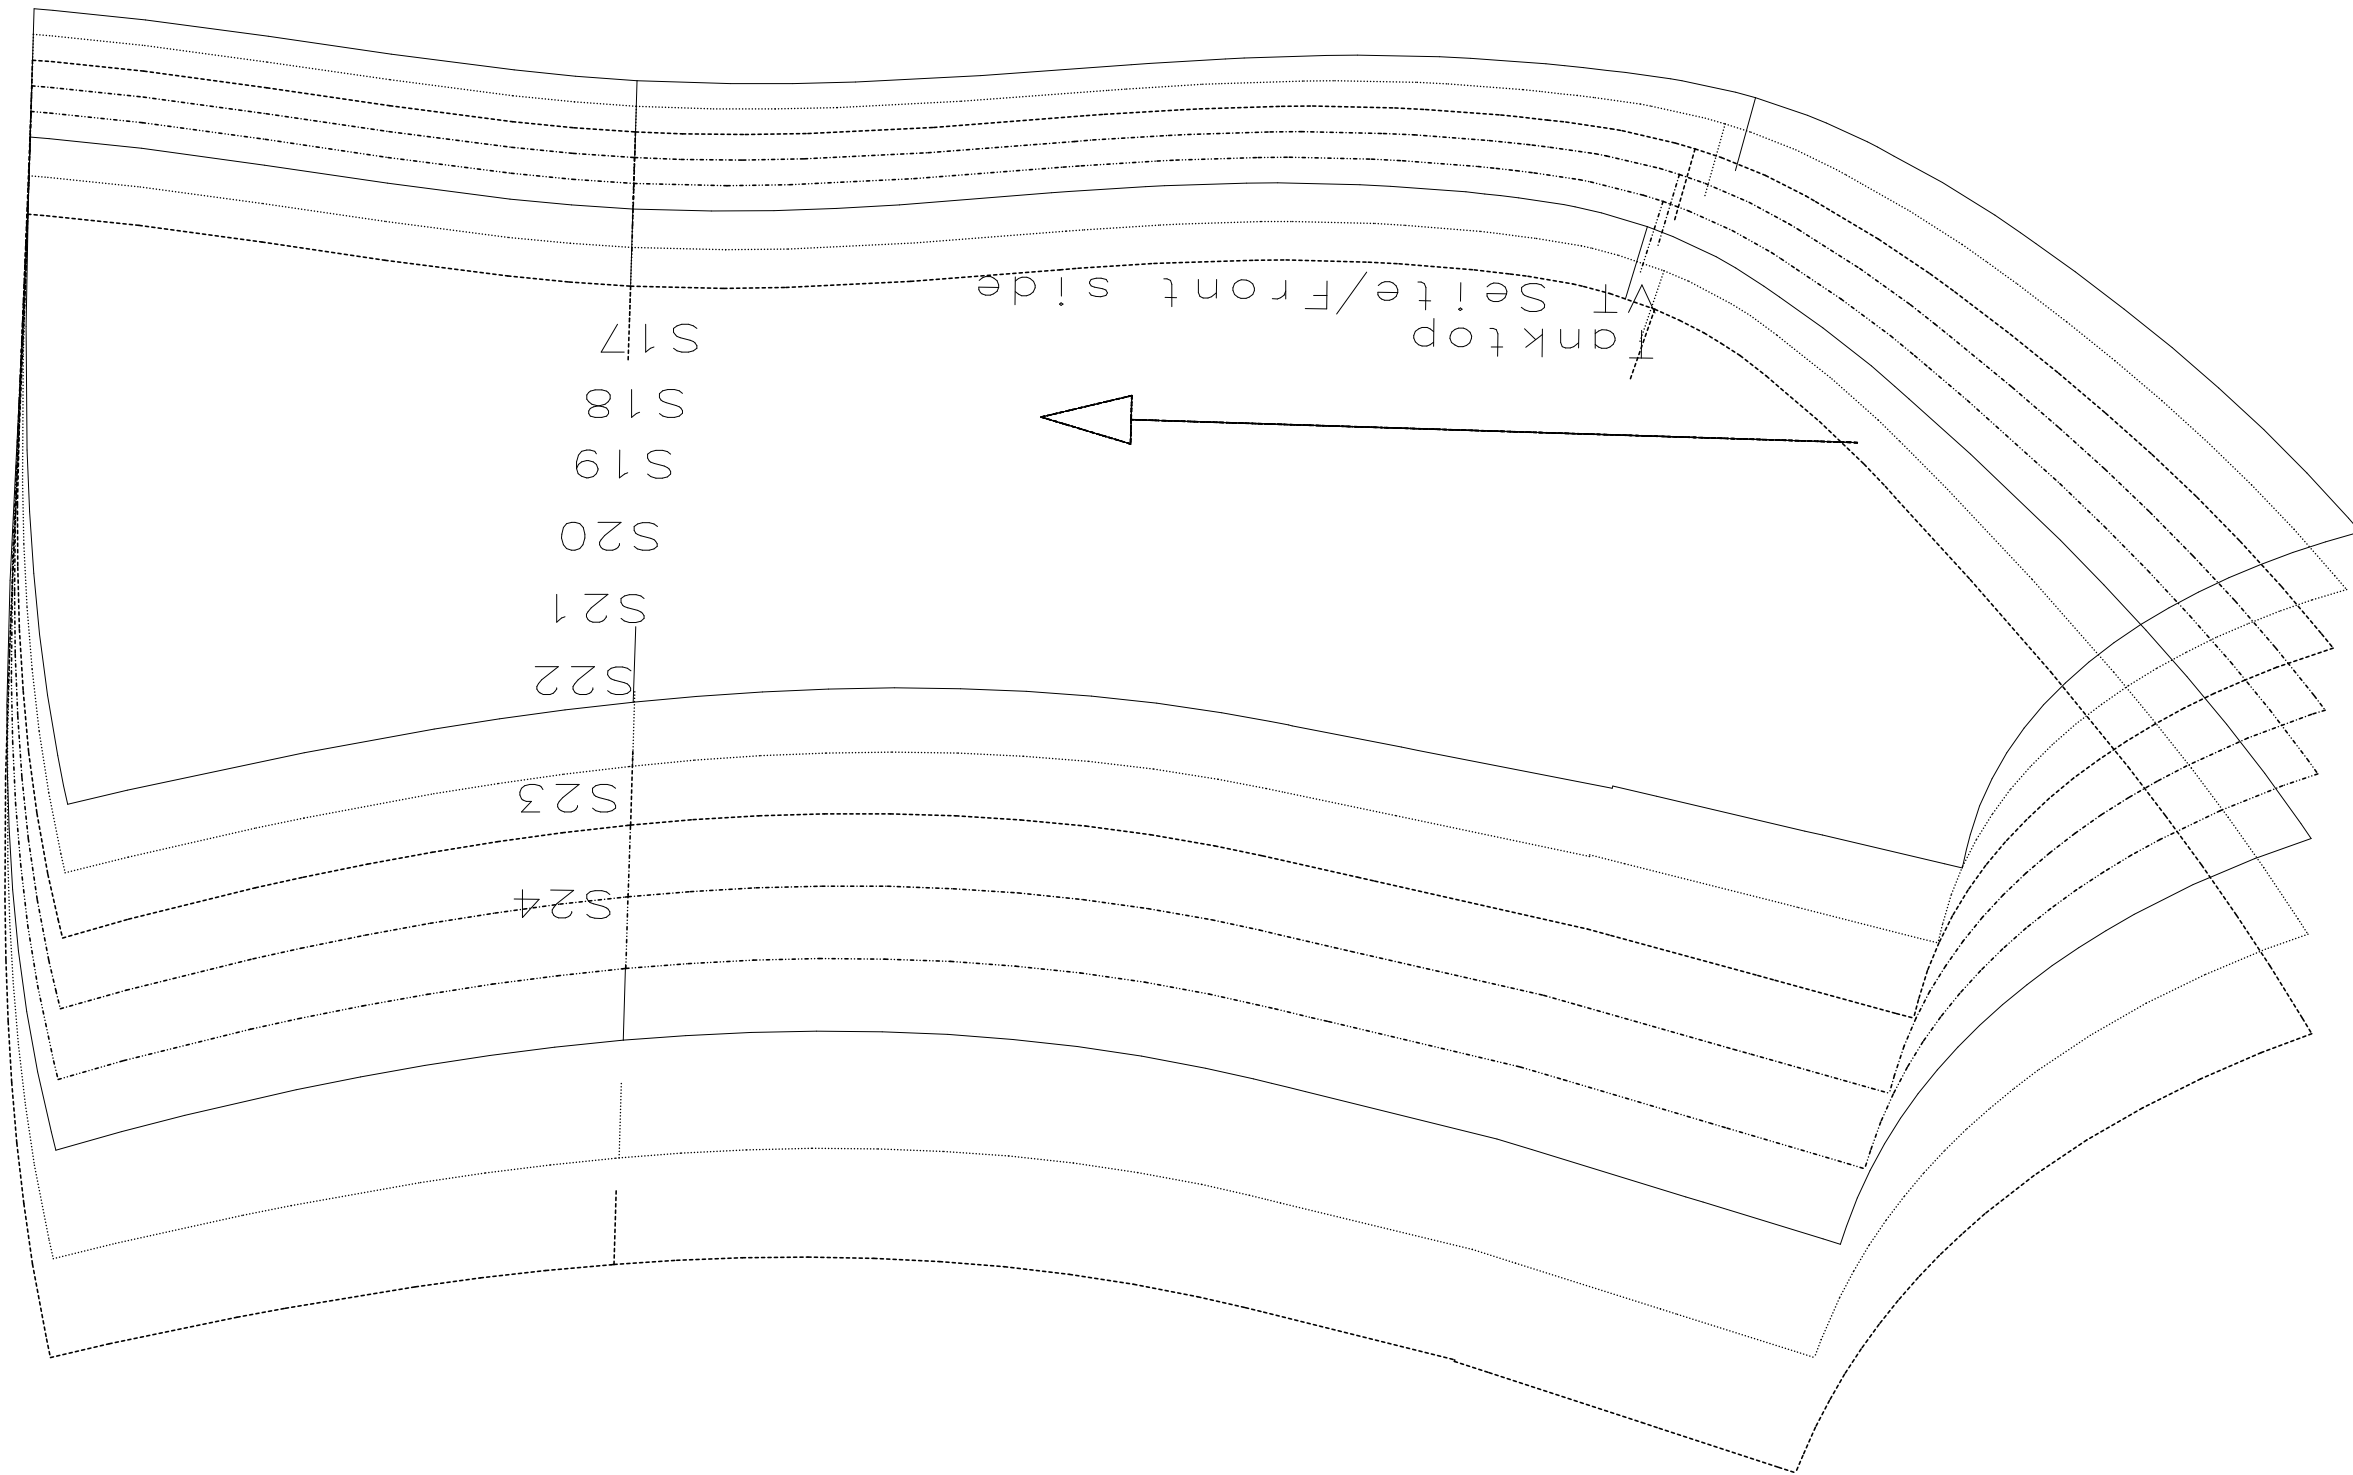 Tanktop
VT Seite/Front side
S24
S23
S22
S21
S20
S19
S18
S17